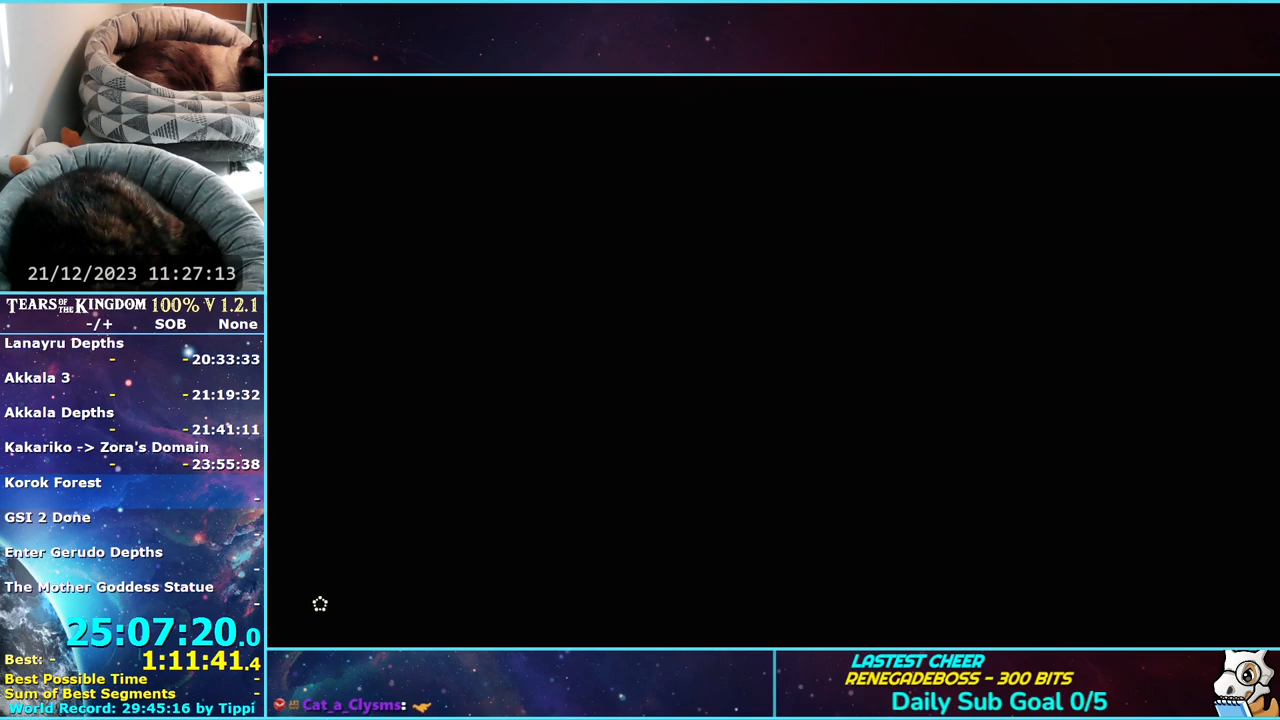 21/12/2023 11:27:13
TEARS OF THE KINGDOM 100% V 1.2.1
-/+ SOB None
Lanayru Depths
- - 20:33:33
Akkala 3
- - 21:19:32
Akkala Depths
- - 21:41:11
Kakariko -> Zora's Domain
- - 23:55:38
Korok Forest
-
GSI 2 Done
-
Enter Gerudo Depths
-
The Mother Goddess Statue
-
25:07:20.0
Best: - 1:11:41.4
Best Possible Time -
Sum of Best Segments -
World Record: 29:45:16 by Tippi
Cat_a_Clysms:
LASTEST CHEER
RENEGADEBOSS - 300 BITS
Daily Sub Goal 0/5